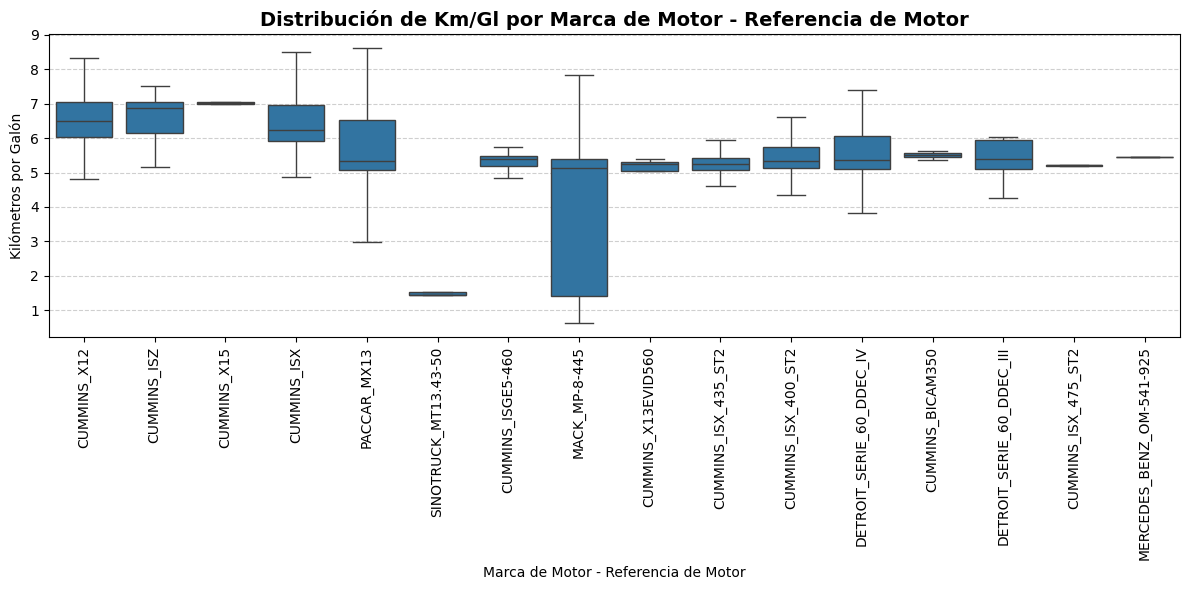 Distribución de Km/Gl por Marca de Motor - Referencia de Motor
Kilómetros por Galón
9
8
7
6
5
4
3
2
1
CUMMINS_X12
CUMMINS_ISZ
CUMMINS_X15
CUMMINS_ISX
PACCAR_MX13
SINOTRUCK_MT13.43-50
CUMMINS_ISGE5-460
MACK_MP-8-445
CUMMINS_X13EVID560
CUMMINS_ISX_435_ST2
CUMMINS_ISX_400_ST2
DETROIT_SERIE_60_DDEC_IV
CUMMINS_BICAM350
DETROIT_SERIE_60_DDEC_III
CUMMINS_ISX_475_ST2
MERCEDES_BENZ_OM-541-925
Marca de Motor - Referencia de Motor